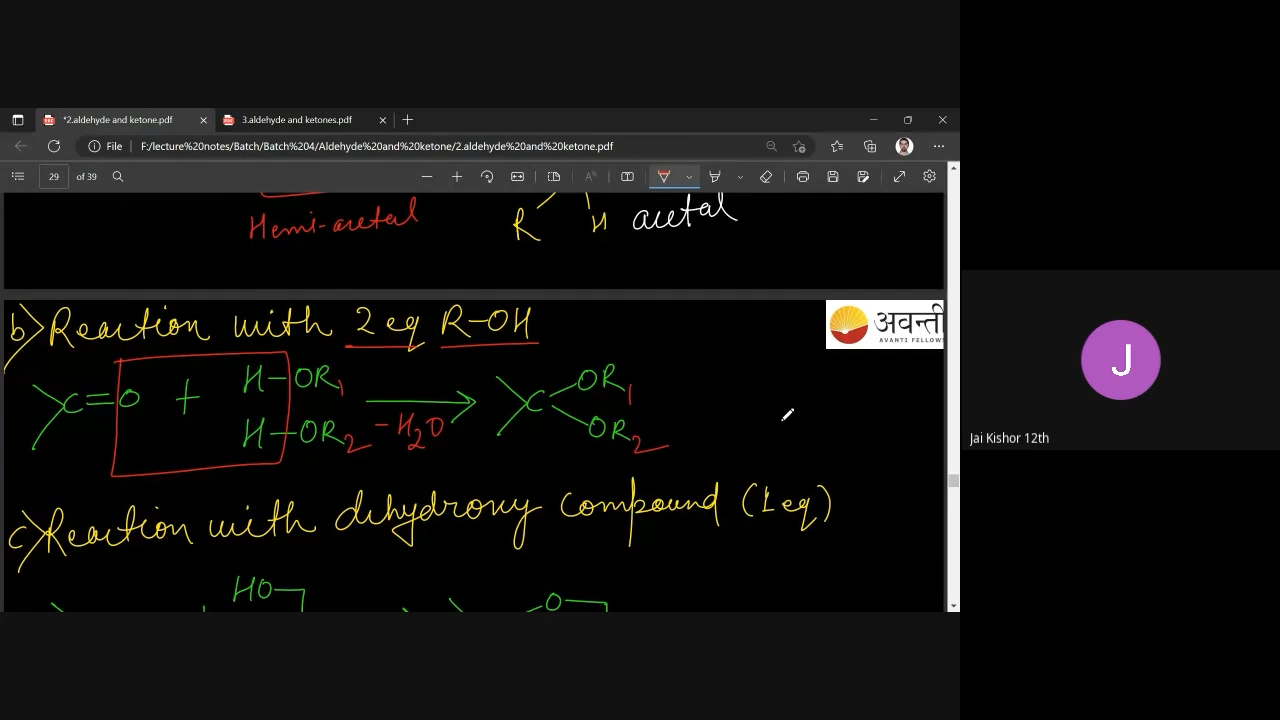 *2.aldehyde and ketone.pdf
3.aldehyde and ketones.pdf
File
F:/lecture%20notes/Batch/Batch%204/Aldehyde%20and%20ketone/2.aldehyde%20and%20ketone.pdf
29 of 39
Hemi-acetal
R H acetal
b) Reaction with 2 eq R-OH
अवन्ती
AVANTI FELLOWS
C=O + H-OR1
H-OR2
-H2O
C OR1
OR2
c) Reaction with dihydroxy compound (1 eq)
HO
O
J
Jai Kishor 12th